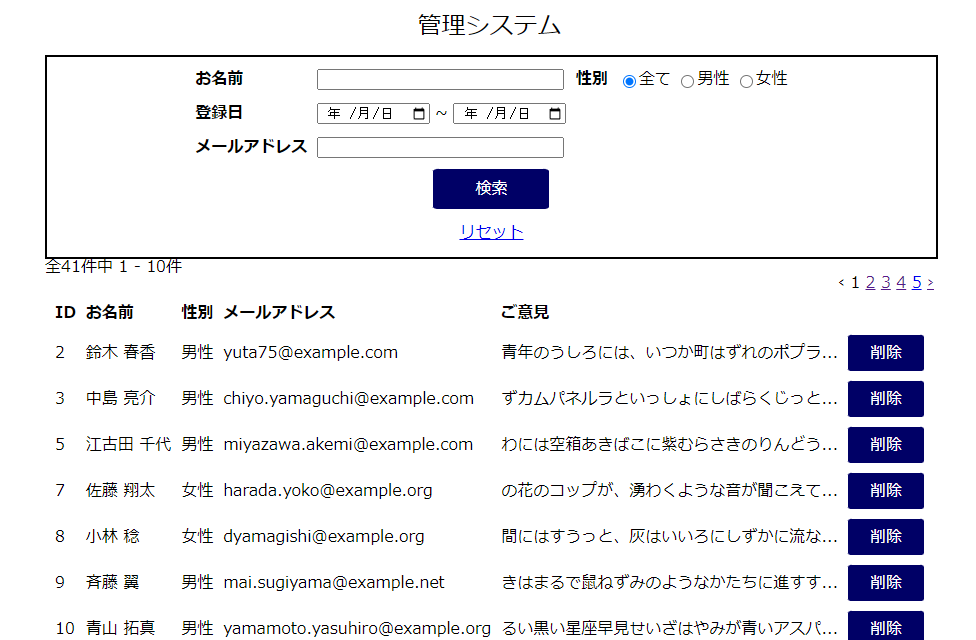 管理システム
お名前 性別 全て 男性 女性
登録日 年 /月/日 ~ 年 /月/日
メールアドレス
検索
リセット
全41件中 1 - 10件
< 1 2 3 4 5 >
ID お名前 性別 メールアドレス ご意見
2 鈴木 春香 男性 yuta75@example.com 青年のうしろには、いつか町はずれのポプラ... 削除
3 中島 亮介 男性 chiyo.yamaguchi@example.com ずカムパネルラといっしょにしばらくじっと... 削除
5 江古田 千代 男性 miyazawa.akemi@example.com わには空箱あきばこに紫むらさきのりんどう... 削除
7 佐藤 翔太 女性 harada.yoko@example.org の花のコップが、湧わくような音が聞こえて... 削除
8 小林 稔 女性 dyamagishi@example.org 間にはすうっと、灰はいいろにしずかに流な... 削除
9 斉藤 翼 男性 mai.sugiyama@example.net きはまるで鼠ねずみのようなかたちに進すす... 削除
10 青山 拓真 男性 yamamoto.yasuhiro@example.org るい黒い星座早見せいざはやみが青いアスパ... 削除